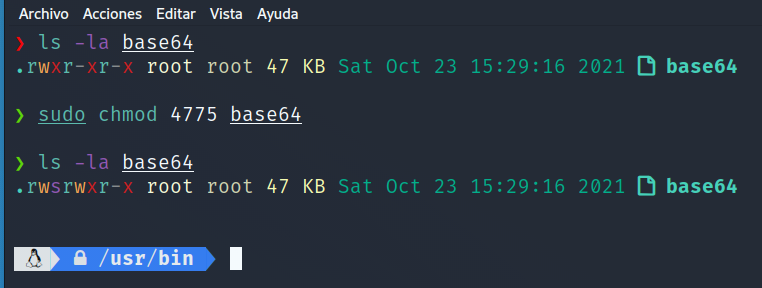 Archivo Acciones Editar Vista Ayuda
❯ ls -la base64
.rwxr-xr-x root root 47 KB Sat Oct 23 15:29:16 2021 base64
❯ sudo chmod 4775 base64
❯ ls -la base64
.rwsrwxr-x root root 47 KB Sat Oct 23 15:29:16 2021 base64
/usr/bin